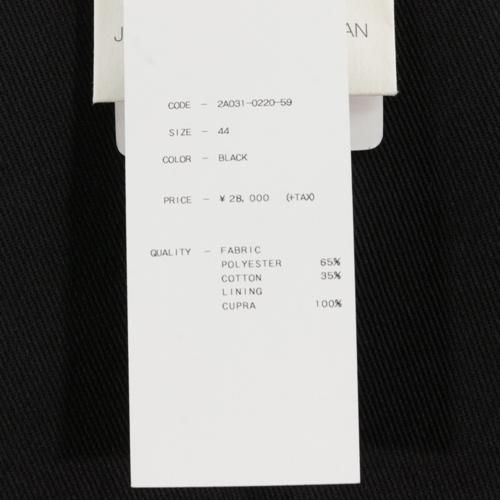 CODE - 2A031-0220-59
SIZE - 44
COLOR - BLACK
PRICE - ¥28,000 (+TAX)
QUALITY - FABRIC
POLYESTER 65%
COTTON 35%
LINING
CUPRA 100%